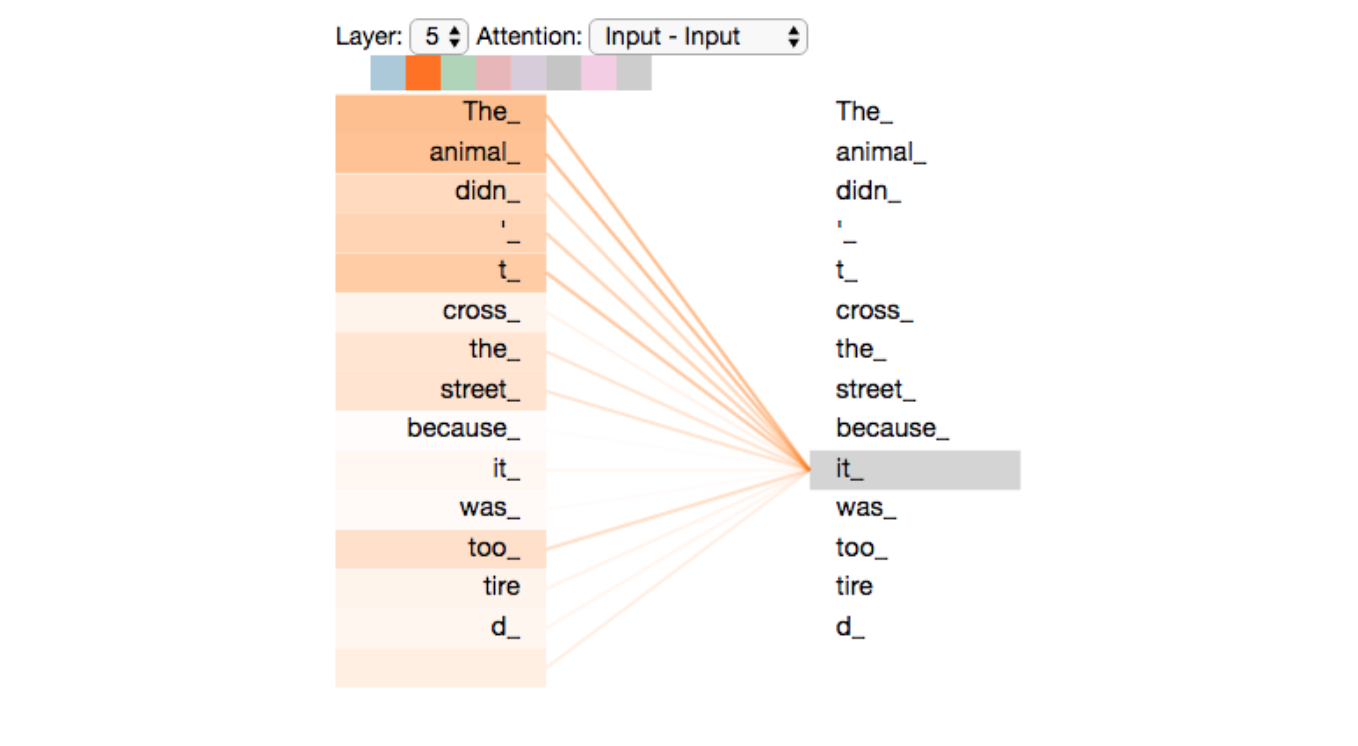 Layer: 5 Attention: Input - Input
The_ The_
animal_ animal_
didn_ didn_
'_ '_
t_ t_
cross_ cross_
the_ the_
street_ street_
because_ because_
it_ it_
was_ was_
too_ too_
tire tire
d_ d_